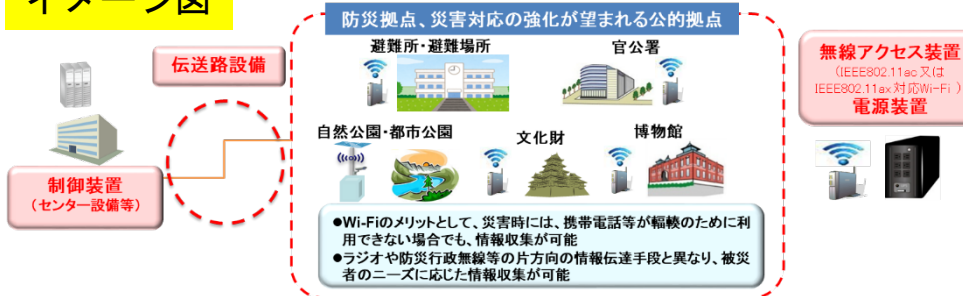 イメージ図
防災拠点、災害対応の強化が望まれる公的拠点
伝送路設備
避難所・避難場所
官公署
無線アクセス装置
（IEEE802.11ac又は
IEEE802.11ax対応Wi-Fi ）
電源装置
自然公園・都市公園
文化財
博物館
制御装置
（センター設備等）
●Wi-Fiのメリットとして、災害時には、携帯電話等が輻輳のために利
用できない場合でも、情報収集が可能
●ラジオや防災行政無線等の片方向の情報伝達手段と異なり、被災
者のニーズに応じた情報収集が可能